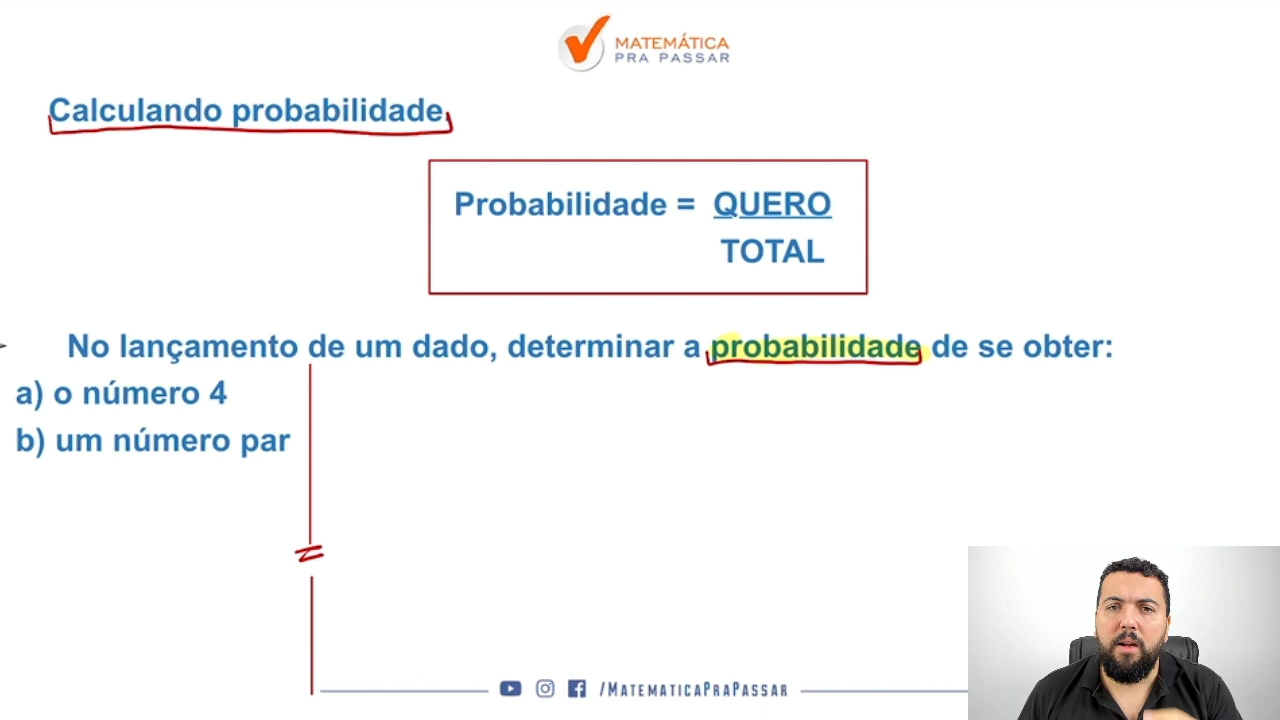 MATEMÁTICA
PRA PASSAR
Calculando probabilidade.
Probabilidade = QUERO
TOTAL
No lançamento de um dado, determinar a probabilidade de se obter:
a) o número 4
b) um número par
/MATEMATICAPRAPASSAR